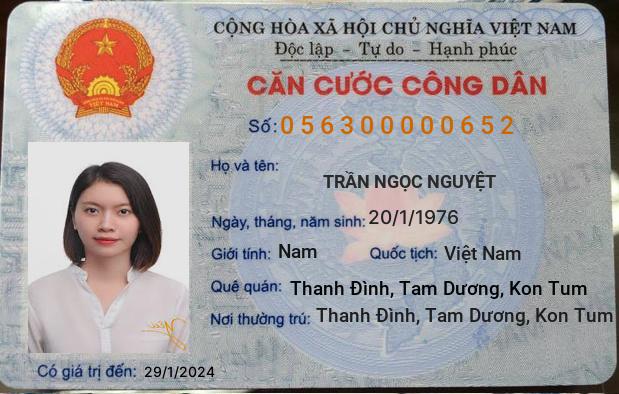 CỘNG HÒA XÃ HỘI CHỦ NGHĨA VIỆT NAM
Độc lập - Tự do - Hạnh phúc
CĂN CƯỚC CÔNG DÂN
Số: 056300000652
Họ và tên:
TRẦN NGỌC NGUYỆT
Ngày, tháng, năm sinh: 20/1/1976
Giới tính: Nam Quốc tịch: Việt Nam
Quê quán: Thanh Đình, Tam Dương, Kon Tum
Nơi thường trú: Thanh Đình, Tam Dương, Kon Tum
Có giá trị đến: 29/1/2024
VIỆT NAM